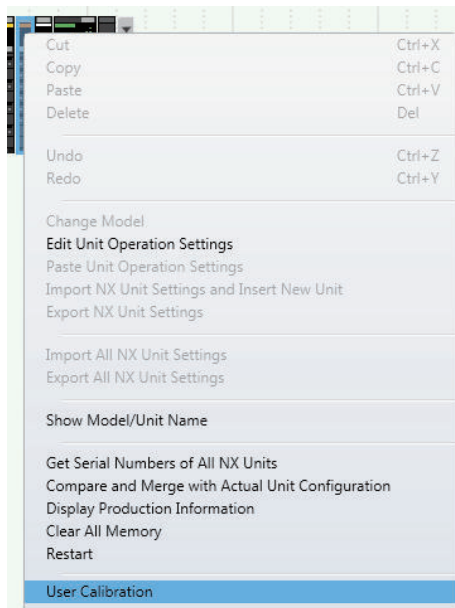 Cut Ctrl+X
Copy Ctrl+C
Paste Ctrl+V
Delete Del
Undo Ctrl+Z
Redo Ctrl+Y
Change Model
Edit Unit Operation Settings
Paste Unit Operation Settings
Import NX Unit Settings and Insert New Unit
Export NX Unit Settings
Import All NX Unit Settings
Export All NX Unit Settings
Show Model/Unit Name
Get Serial Numbers of All NX Units
Compare and Merge with Actual Unit Configuration
Display Production Information
Clear All Memory
Restart
User Calibration